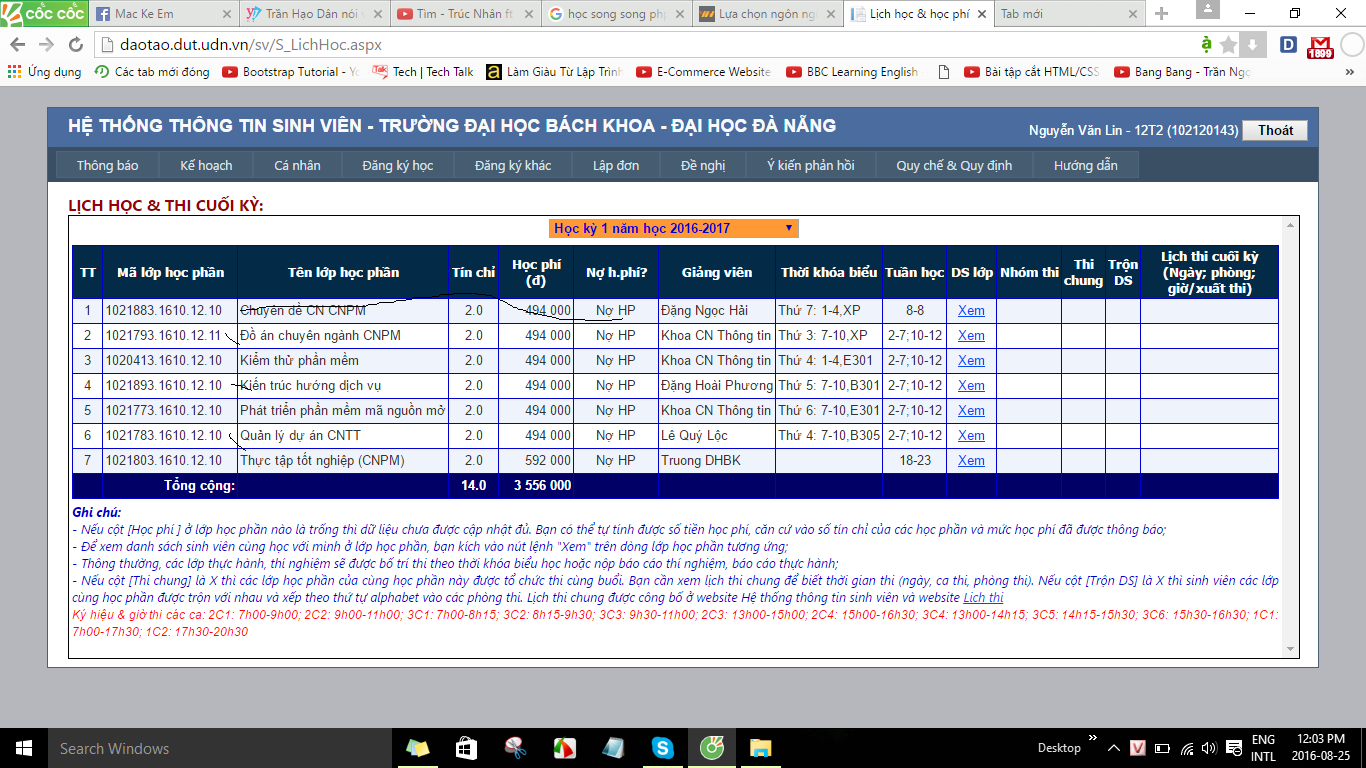 cốc cốc
Mac Ke Em
Trần Hạo Dân nói
Tim - Trúc Nhân ft
học song song ph
Lựa chọn ngôn ng
Lịch học & học phí
Tab mới
daotao.dut.udn.vn/sv/S_LichHoc.aspx
1899
Ứng dụng
Các tab mới đóng
Bootstrap Tutorial - Yo
Tech | Tech Talk
Làm Giàu Từ Lập Trình
E-Commerce Website
BBC Learning English
Bài tập cắt HTML/CSS
Bang Bang - Trần Ngọ
HỆ THỐNG THÔNG TIN SINH VIÊN - TRƯỜNG ĐẠI HỌC BÁCH KHOA - ĐẠI HỌC ĐÀ NẴNG
Nguyễn Văn Lin - 12T2 (102120143) Thoát
Thông báo Kế hoạch Cá nhân Đăng ký học Đăng ký khác Lập đơn Đề nghị Ý kiến phản hồi Quy chế & Quy định Hướng dẫn
LỊCH HỌC & THI CUỐI KỲ:
Học kỳ 1 năm học 2016-2017
TT Mã lớp học phần Tên lớp học phần Tín chỉ Học phí (đ) Nợ h.phí? Giảng viên Thời khóa biểu Tuần học DS lớp Nhóm thi Thi chung Trộn DS Lịch thi cuối kỳ (Ngày; phòng; giờ/xuất thi)
1 1021883.1610.12.10 Chuyên đề CN CNPM 2.0 494 000 Nợ HP Đặng Ngọc Hải Thứ 7: 1-4,XP 8-8 Xem
2 1021793.1610.12.11 Đồ án chuyên ngành CNPM 2.0 494 000 Nợ HP Khoa CN Thông tin Thứ 3: 7-10,XP 2-7;10-12 Xem
3 1020413.1610.12.10 Kiểm thử phần mềm 2.0 494 000 Nợ HP Khoa CN Thông tin Thứ 4: 1-4,E301 2-7;10-12 Xem
4 1021893.1610.12.10 Kiến trúc hướng dịch vụ 2.0 494 000 Nợ HP Đặng Hoài Phương Thứ 5: 7-10,B301 2-7;10-12 Xem
5 1021773.1610.12.10 Phát triển phần mềm mã nguồn mở 2.0 494 000 Nợ HP Khoa CN Thông tin Thứ 6: 7-10,E301 2-7;10-12 Xem
6 1021783.1610.12.10 Quản lý dự án CNTT 2.0 494 000 Nợ HP Lê Quý Lộc Thứ 4: 7-10,B305 2-7;10-12 Xem
7 1021803.1610.12.10 Thực tập tốt nghiệp (CNPM) 2.0 592 000 Nợ HP Truong DHBK 18-23 Xem
Tổng cộng: 14.0 3 556 000
Ghi chú:
- Nếu cột [Học phí ] ở lớp học phần nào là trống thì dữ liệu chưa được cập nhật đủ. Bạn có thể tự tính được số tiền học phí, căn cứ vào số tín chỉ của các học phần và mức học phí đã được thông báo;
- Để xem danh sách sinh viên cùng học với mình ở lớp học phần, bạn kích vào nút lệnh "Xem" trên dòng lớp học phần tương ứng;
- Thông thường, các lớp thực hành, thí nghiệm sẽ được bố trí thi theo thời khóa biểu học hoặc nộp báo cáo thí nghiệm, báo cáo thực hành;
- Nếu cột [Thi chung] là X thì các lớp học phần của cùng học phần này được tổ chức thi cùng buổi. Bạn cần xem lịch thi chung để biết thời gian thi (ngày, ca thi, phòng thi). Nếu cột [Trộn DS] là X thì sinh viên các lớp
cùng học phần được trộn với nhau và xếp theo thứ tự alphabet vào các phòng thi. Lịch thi chung được công bố ở website Hệ thống thông tin sinh viên và website Lịch thi
Ký hiệu & giờ thi các ca: 2C1: 7h00-9h00; 2C2: 9h00-11h00; 3C1: 7h00-8h15; 3C2: 8h15-9h30; 3C3: 9h30-11h00; 2C3: 13h00-15h00; 2C4: 15h00-16h30; 3C4: 13h00-14h15; 3C5: 14h15-15h30; 3C6: 15h30-16h30; 1C1:
7h00-17h30; 1C2: 17h30-20h30
Search Windows
Desktop
ENG
INTL
12:03 PM
2016-08-25